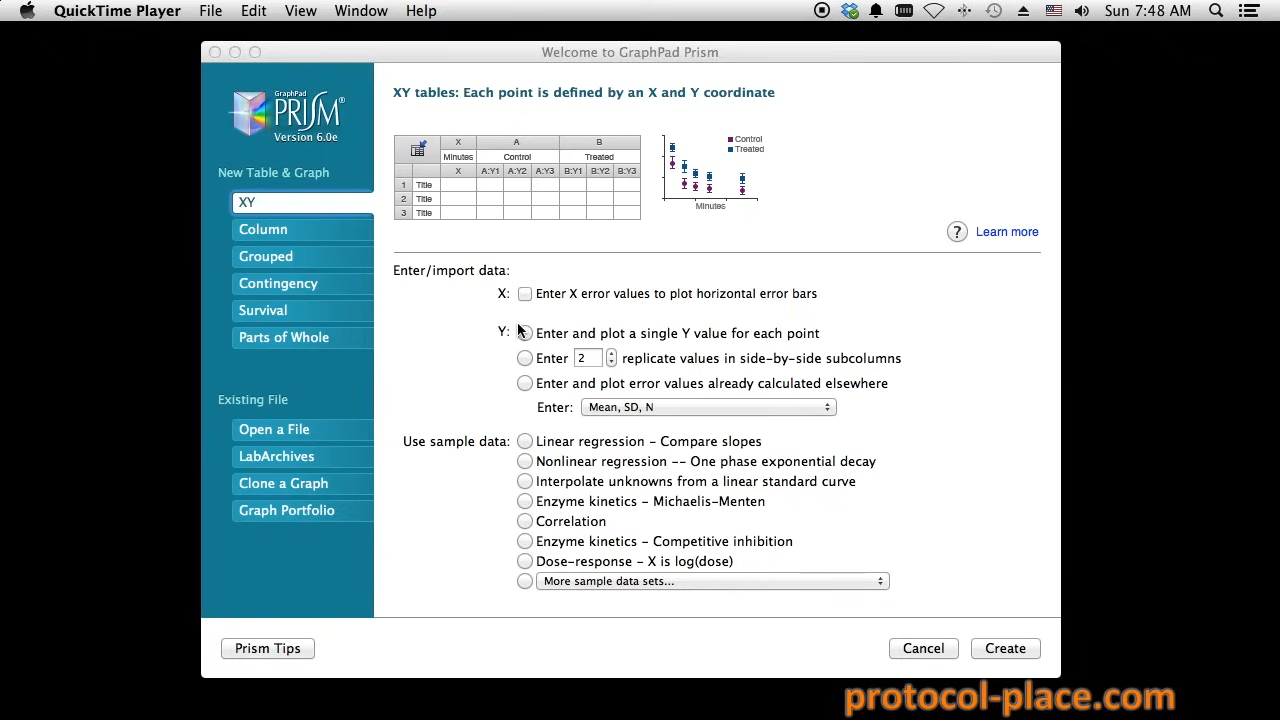 QuickTime Player File Edit View Window Help Sun 7:48 AM
Welcome to GraphPad Prism
GraphPad
PRISM®
Version 6.0e
New Table & Graph
XY
Column
Grouped
Contingency
Survival
Parts of Whole
Existing File
Open a File
LabArchives
Clone a Graph
Graph Portfolio
XY tables: Each point is defined by an X and Y coordinate
X A B
Minutes Control Treated
X A:Y1 A:Y2 A:Y3 B:Y1 B:Y2 B:Y3
1 Title
2 Title
3 Title
Control
Treated
Minutes
? Learn more
Enter/import data:
X: Enter X error values to plot horizontal error bars
Y: Enter and plot a single Y value for each point
Enter 2 replicate values in side-by-side subcolumns
Enter and plot error values already calculated elsewhere
Enter: Mean, SD, N
Use sample data: Linear regression - Compare slopes
Nonlinear regression -- One phase exponential decay
Interpolate unknowns from a linear standard curve
Enzyme kinetics - Michaelis-Menten
Correlation
Enzyme kinetics - Competitive inhibition
Dose-response - X is log(dose)
More sample data sets...
Prism Tips Cancel Create
protocol-place.com